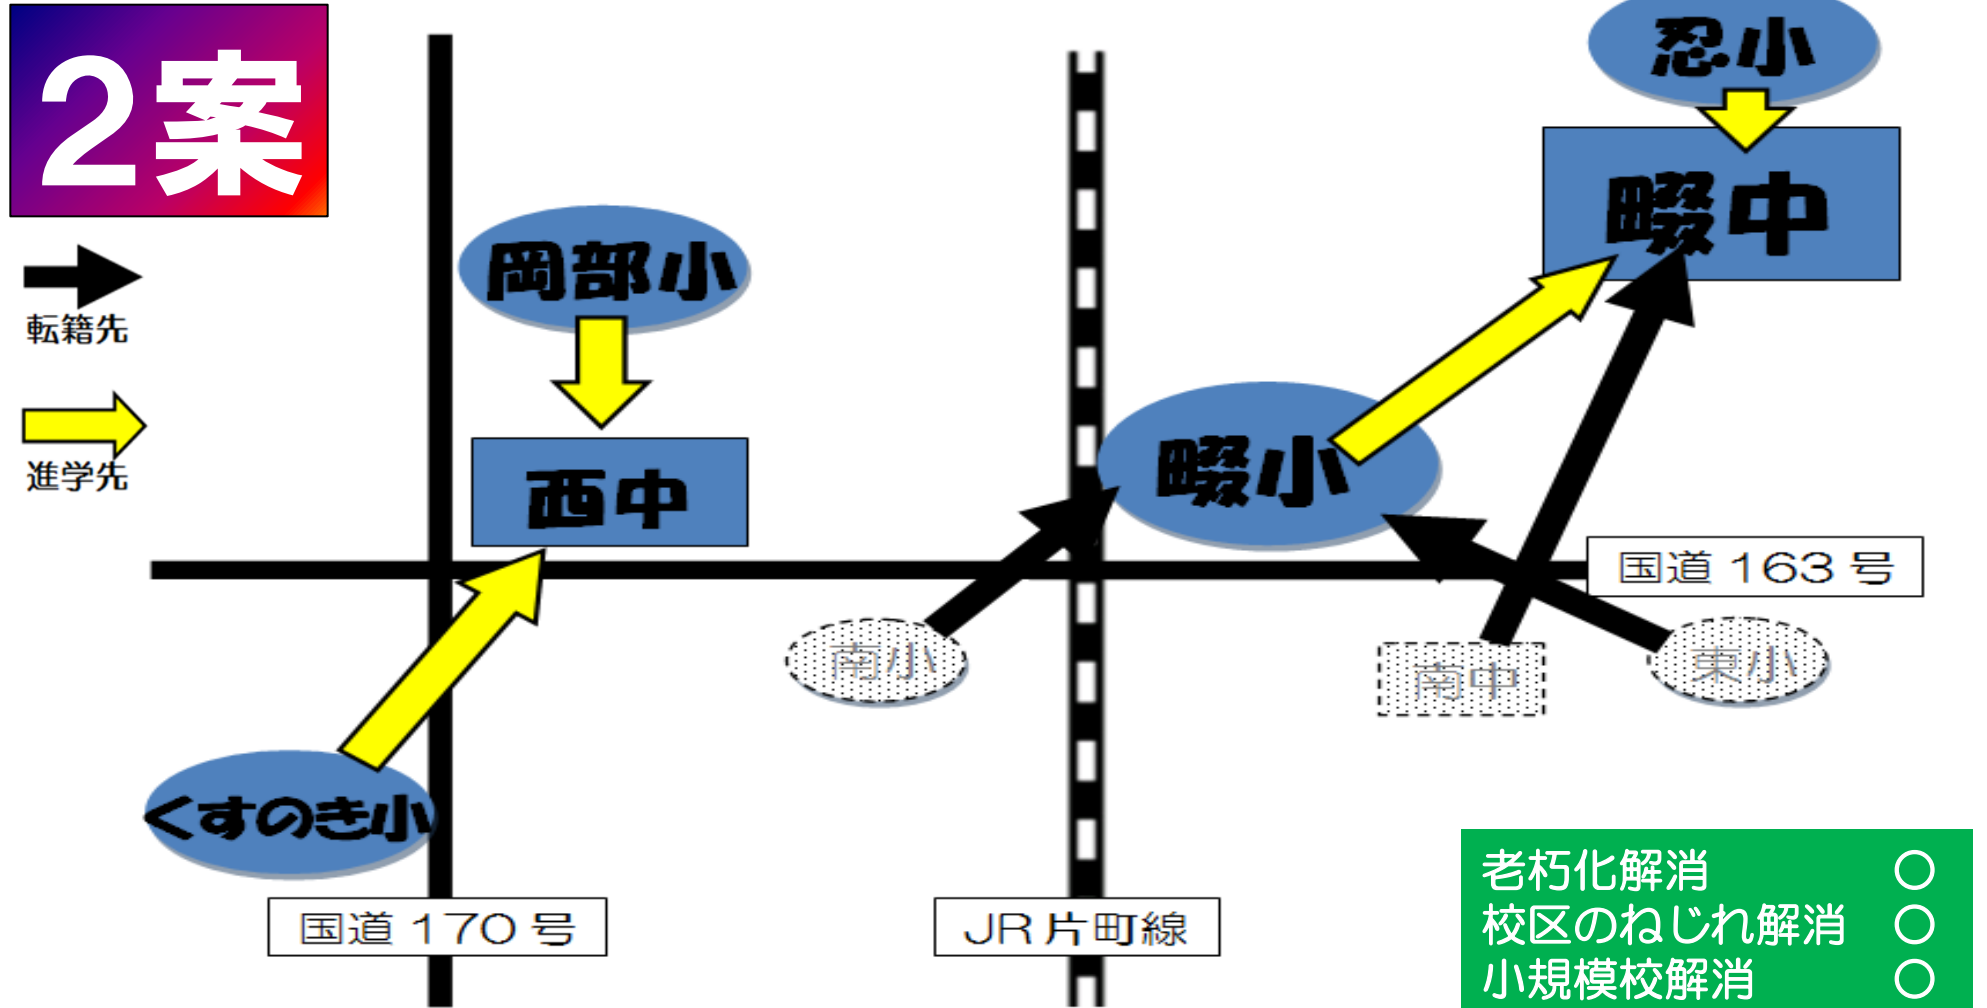 2案
忍小
畷中
岡部小
転籍先
畷小
進学先
西中
国道163号
南小
南中
東小
くすのき小
国道170号
JR片町線
老朽化解消 〇
校区のねじれ解消 〇
小規模校解消 〇